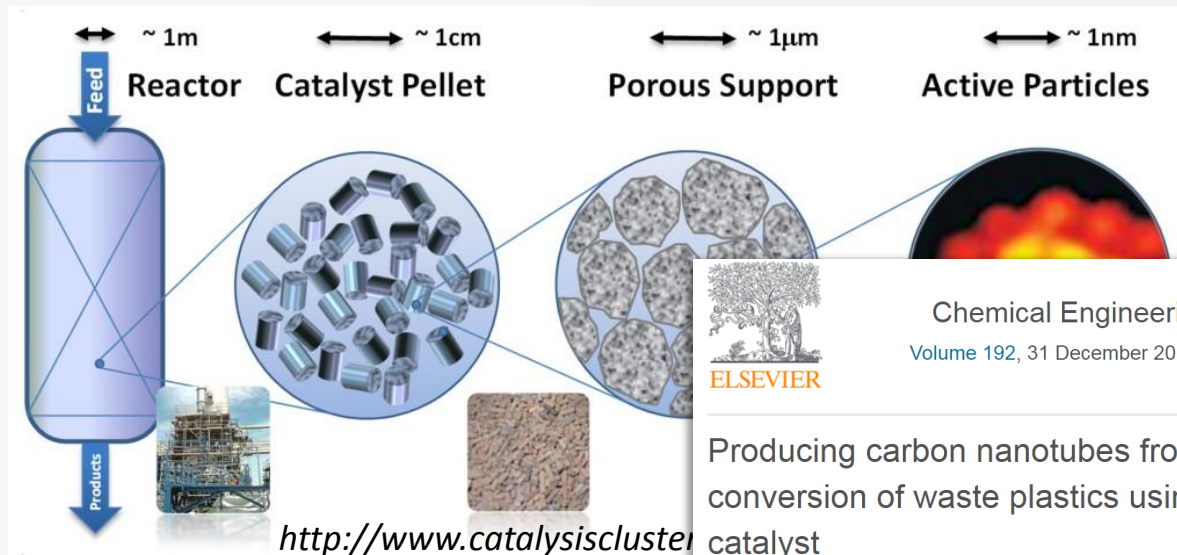 ~ 1m
~ 1cm
~ 1µm
~ 1nm
Feed
Reactor
Catalyst Pellet
Porous Support
Active Particles
Products
ELSEVIER
Chemical Engineeri
Volume 192, 31 December 20
Producing carbon nanotubes fro
conversion of waste plastics usin
catalyst
http://www.catalysiscluster